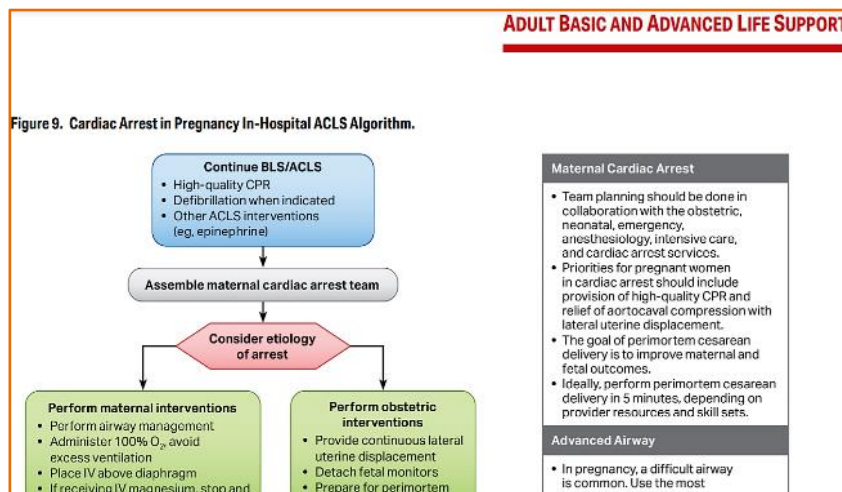 ADULT BASIC AND ADVANCED LIFE SUPPORT
Figure 9. Cardiac Arrest in Pregnancy In-Hospital ACLS Algorithm.
Continue BLS/ACLS
• High-quality CPR
• Defibrillation when indicated
• Other ACLS interventions
(eg, epinephrine)
Assemble maternal cardiac arrest team
Consider etiology
of arrest
Perform maternal interventions
• Perform airway management
• Administer 100% O₂, avoid
excess ventilation
• Place IV above diaphragm
• If receiving IV magnesium, stop and
Perform obstetric
interventions
• Provide continuous lateral
uterine displacement
• Detach fetal monitors
• Prepare for perimortem
Maternal Cardiac Arrest
• Team planning should be done in
collaboration with the obstetric,
neonatal, emergency,
anesthesiology, intensive care,
and cardiac arrest services.
• Priorities for pregnant women
in cardiac arrest should include
provision of high-quality CPR and
relief of aortocaval compression with
lateral uterine displacement.
• The goal of perimortem cesarean
delivery is to improve maternal and
fetal outcomes.
• Ideally, perform perimortem cesarean
delivery in 5 minutes, depending on
provider resources and skill sets.
Advanced Airway
• In pregnancy, a difficult airway
is common. Use the most